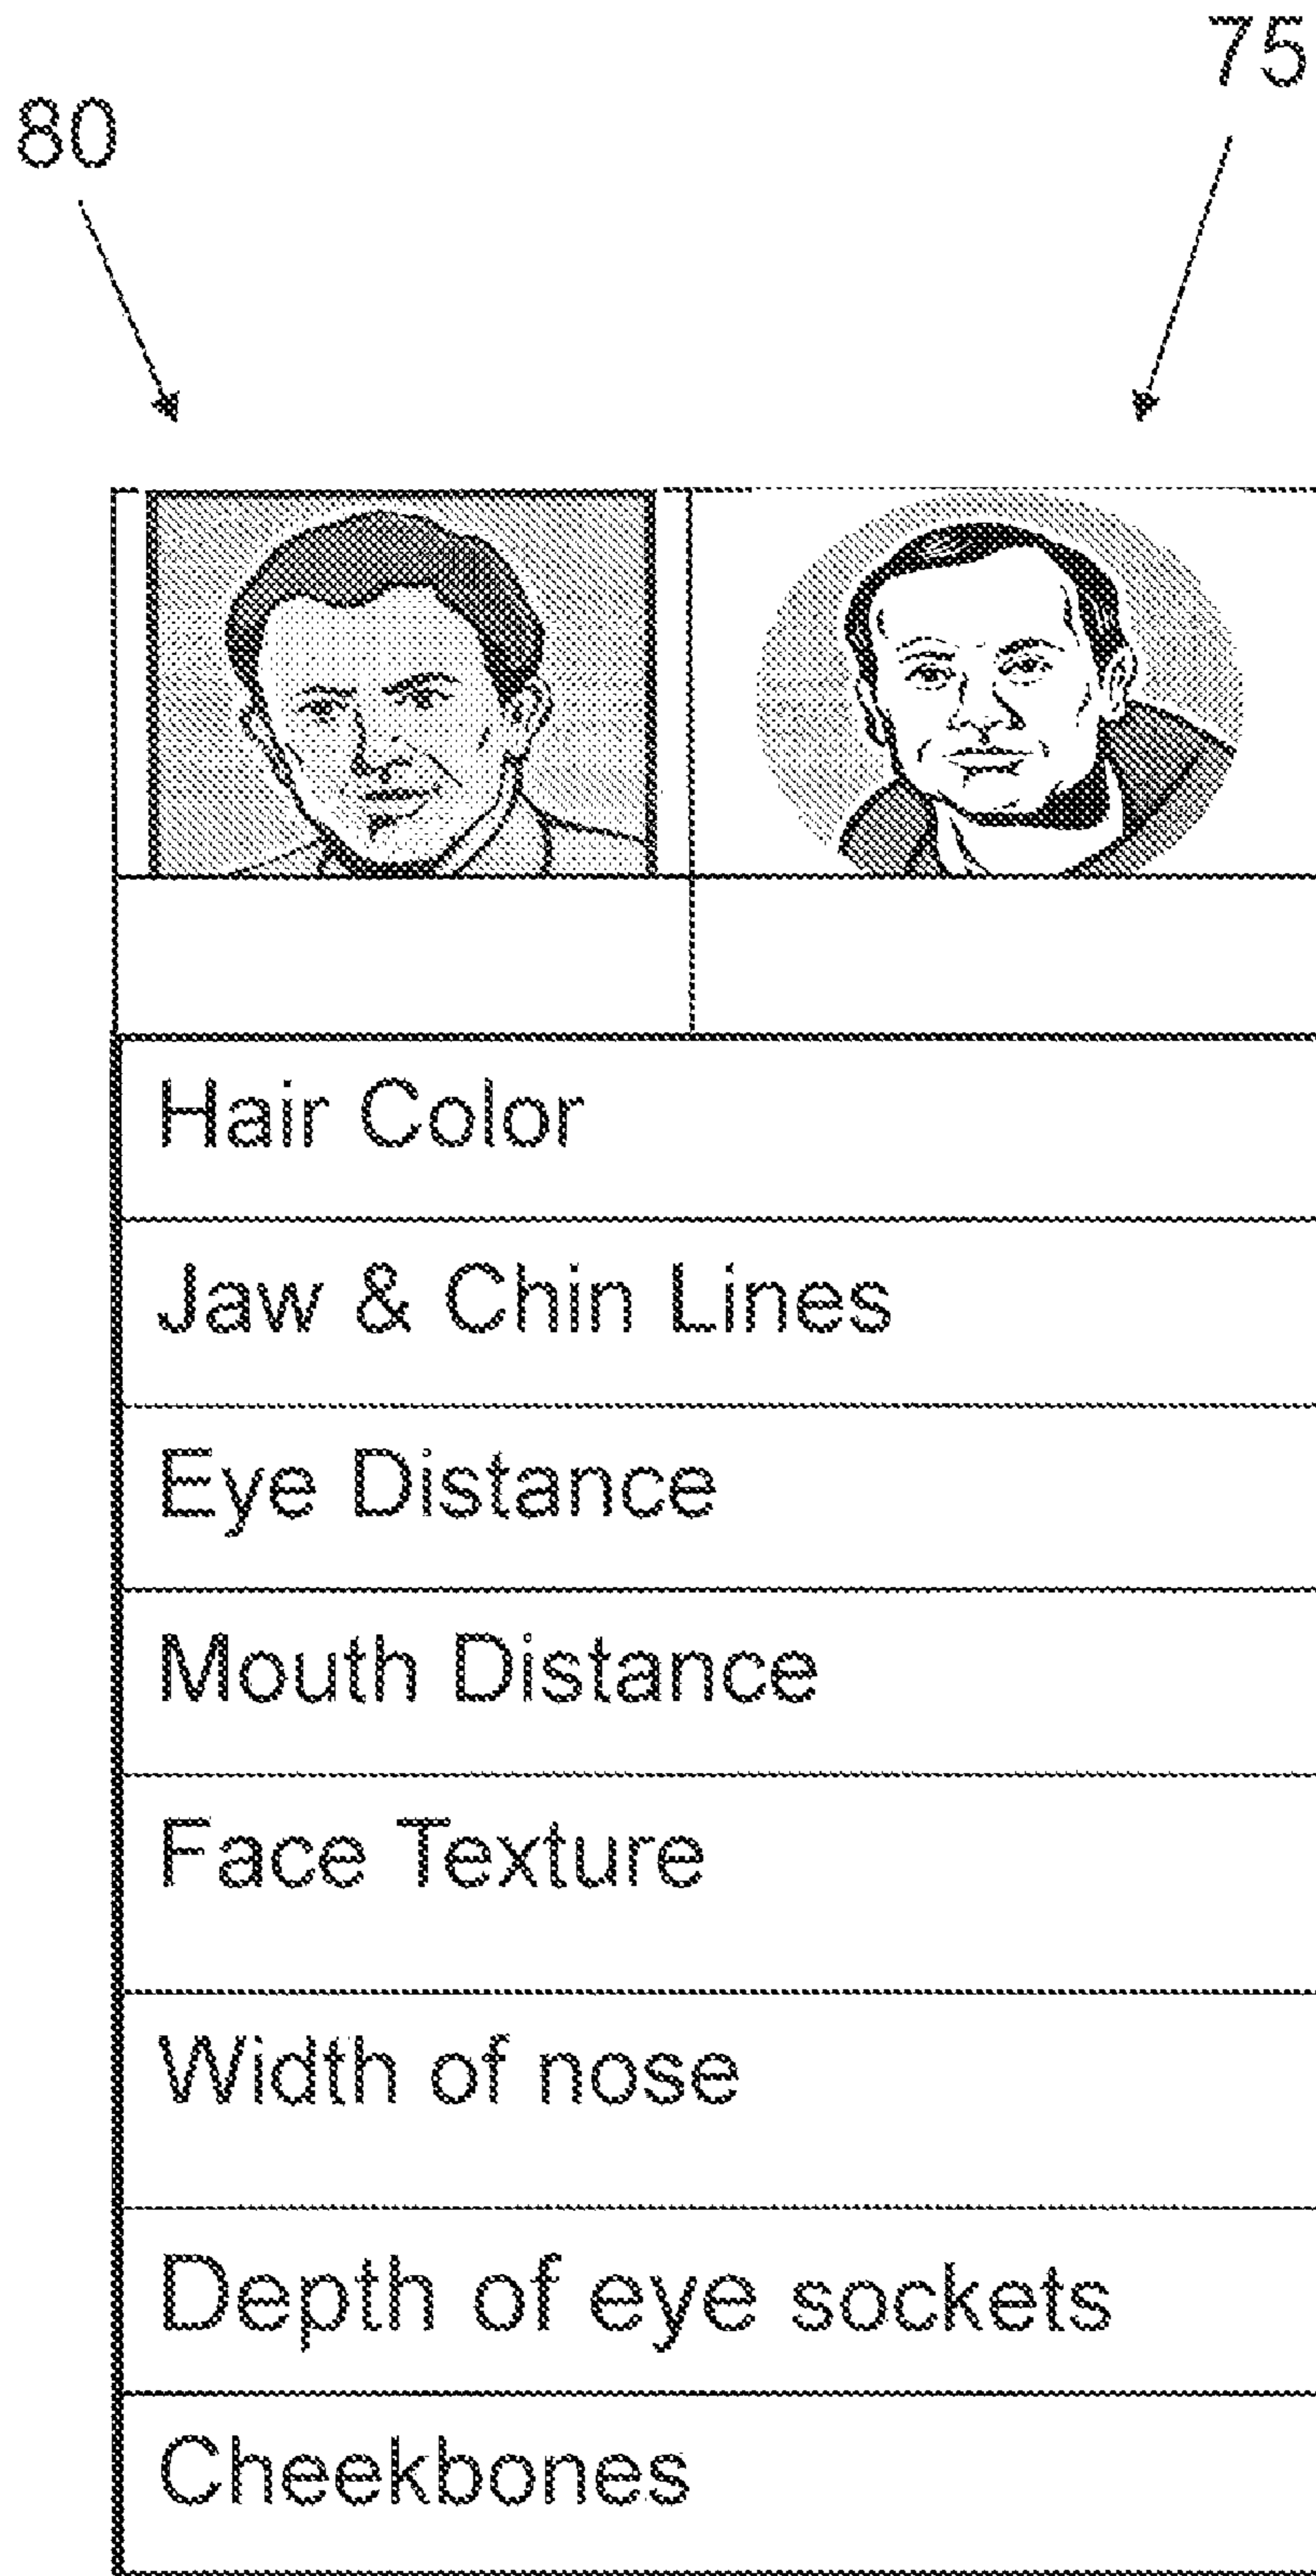 75
80
Hair Color
Jaw & Chin Lines
Eye Distance
Mouth Distance
Face Texture
Width of nose
Depth of eye sockets
Cheekbones